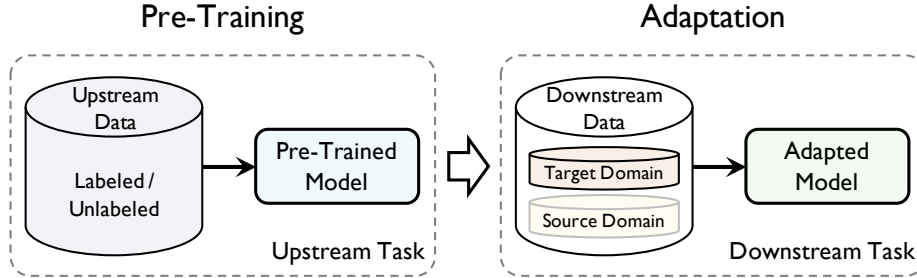 Pre-Training
Adaptation
Upstream
Data
Labeled /
Unlabeled
Pre-Trained
Model
Upstream Task
Downstream
Data
Target Domain
Source Domain
Adapted
Model
Downstream Task